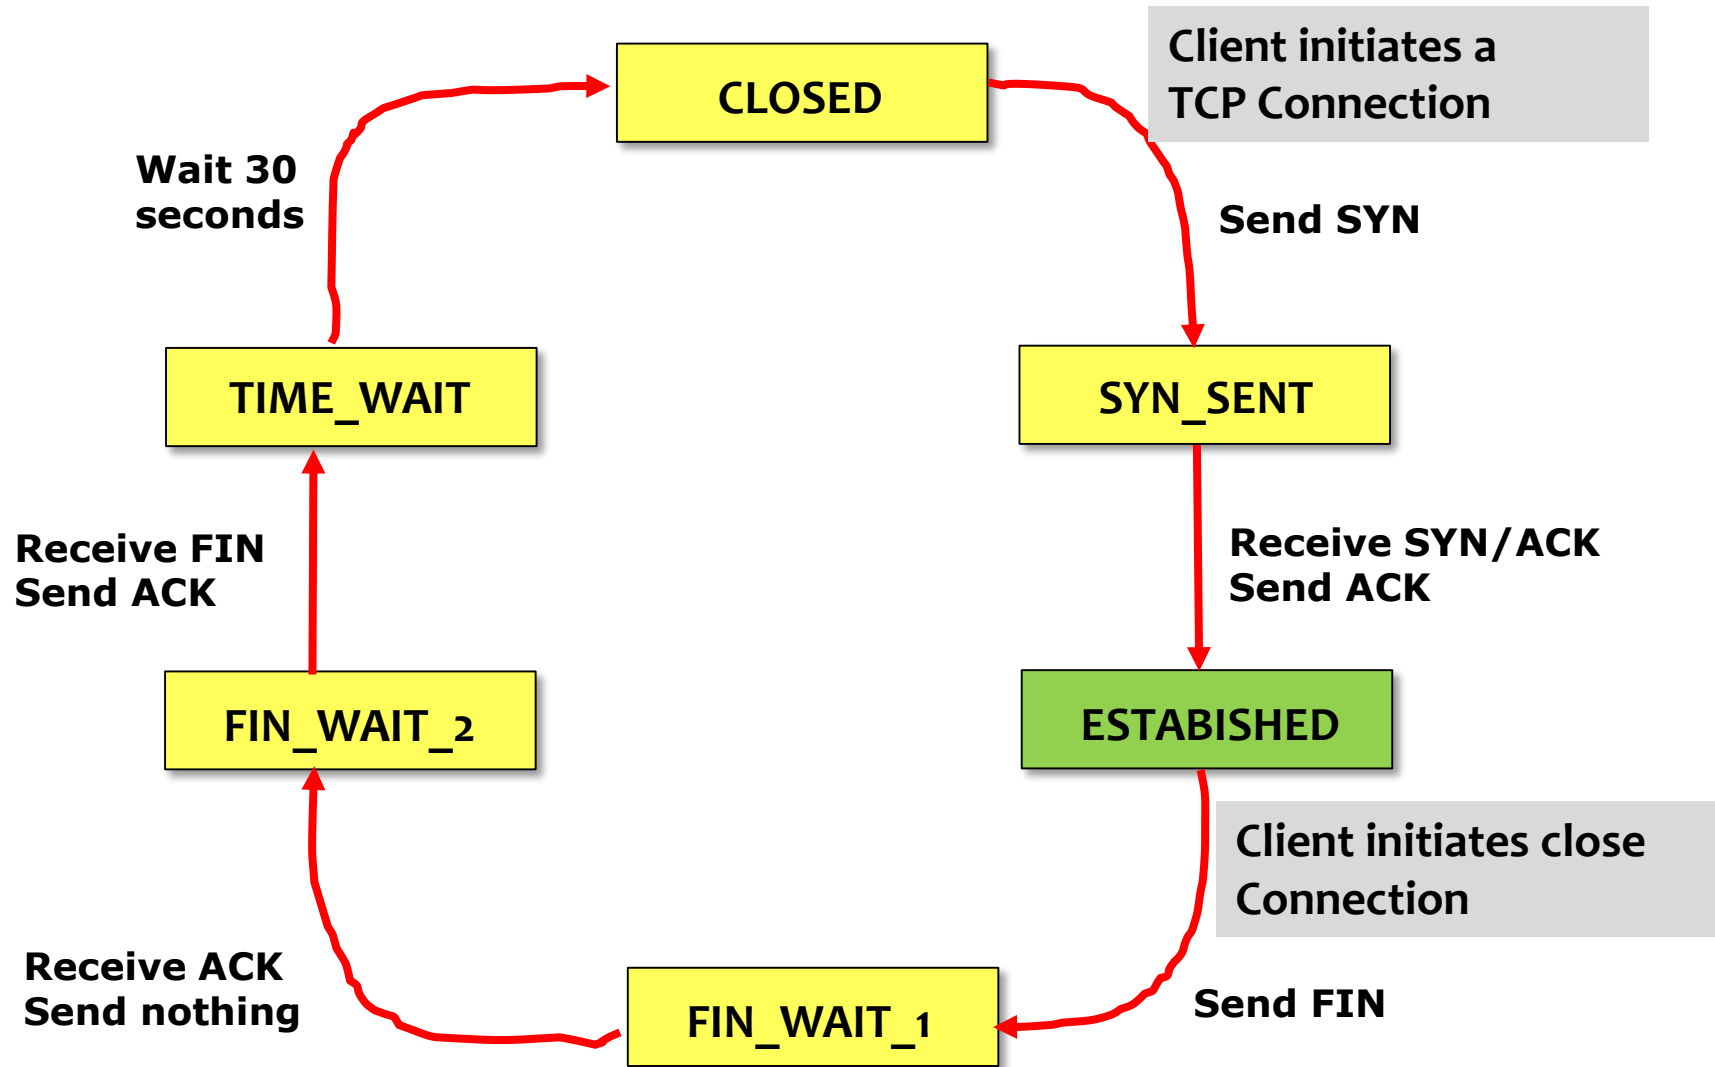 CLOSED
Client initiates a
TCP Connection
Wait 30
seconds
Send SYN
TIME_WAIT
SYN_SENT
Receive FIN
Send ACK
Receive SYN/ACK
Send ACK
FIN_WAIT_2
ESTABISHED
Client initiates close
Connection
Receive ACK
Send nothing
FIN_WAIT_1
Send FIN